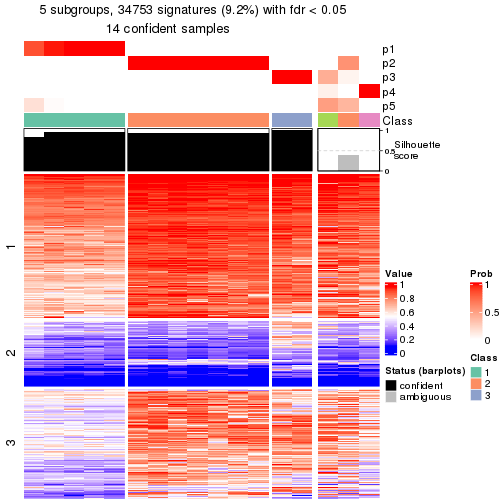 5 subgroups, 34753 signatures (9.2%) with fdr < 0.05
14 confident samples
p1
p2
p3
p4
p5
Class
1
0.5
0
Silhouette
score
1
2
3
Value
1
0.8
0.6
0.4
0.2
0
Prob
1
0.5
0
Status (barplots)
confident
ambiguous
Class
1
2
3